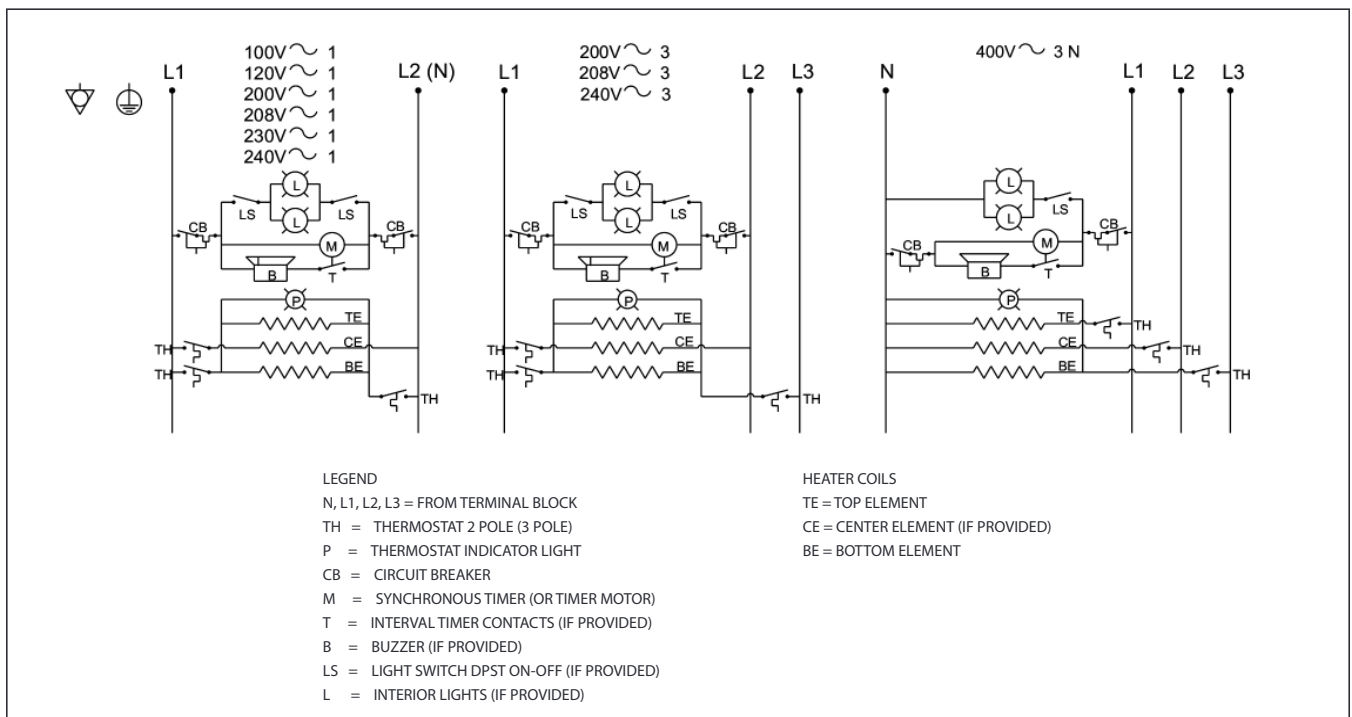 100V 1
120V 1
200V 1
208V 1
230V 1
240V 1
L1
L2 (N)
L
LS
LS
L
CB
CB
M
B
T
P
TE
TH
CE
TH
BE
TH
200V 3
208V 3
240V 3
L1
L2
L3
L
LS
LS
L
CB
CB
M
B
T
P
TE
TH
CE
TH
BE
TH
400V 3 N
N
L1
L2
L3
L
LS
L
CB
CB
M
B
T
P
TE
TH
CE
TH
BE
TH
LEGEND
N, L1, L2, L3 = FROM TERMINAL BLOCK
TH = THERMOSTAT 2 POLE (3 POLE)
P = THERMOSTAT INDICATOR LIGHT
CB = CIRCUIT BREAKER
M = SYNCHRONOUS TIMER (OR TIMER MOTOR)
T = INTERVAL TIMER CONTACTS (IF PROVIDED)
B = BUZZER (IF PROVIDED)
LS = LIGHT SWITCH DPST ON-OFF (IF PROVIDED)
L = INTERIOR LIGHTS (IF PROVIDED)
HEATER COILS
TE = TOP ELEMENT
CE = CENTER ELEMENT (IF PROVIDED)
BE = BOTTOM ELEMENT